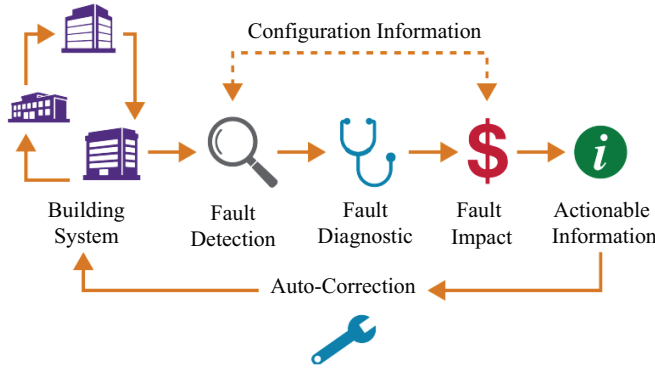 Configuration Information
$
i
Building
System
Fault
Detection
Fault
Diagnostic
Fault
Impact
Actionable
Information
Auto-Correction